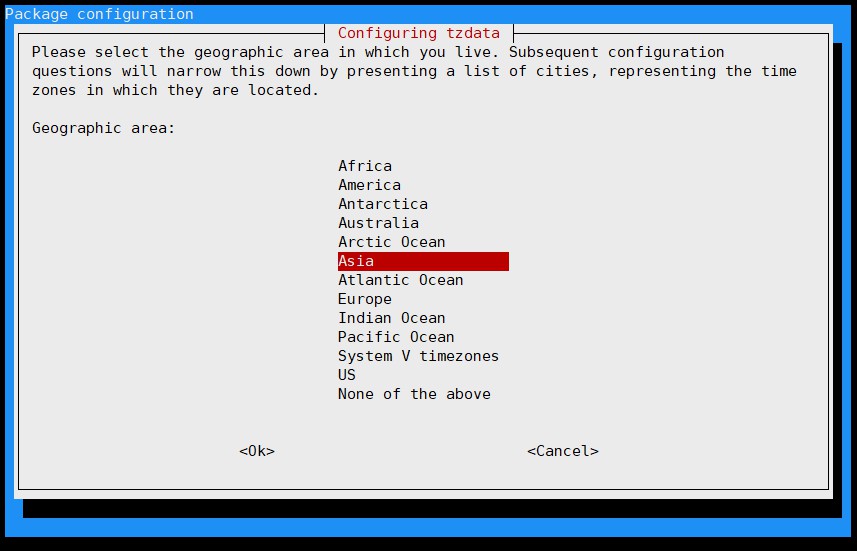 Package configuration
Configuring tzdata
Please select the geographic area in which you live. Subsequent configuration
questions will narrow this down by presenting a list of cities, representing the time
zones in which they are located.
Geographic area:
Africa
America
Antarctica
Australia
Arctic Ocean
Asia
Atlantic Ocean
Europe
Indian Ocean
Pacific Ocean
System V timezones
US
None of the above
<Ok> <Cancel>